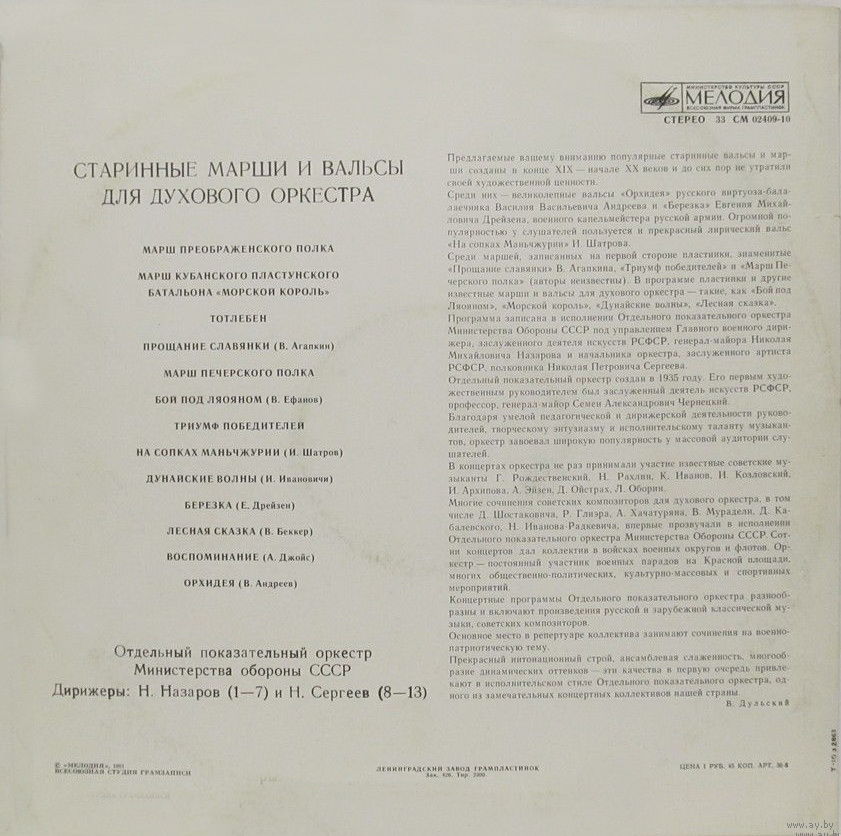 МИНИСТЕРСТВО КУЛЬТУРЫ СССР
МЕЛОДИЯ
ВСЕСОЮЗНАЯ ФИРМА ГРАМПЛАСТИНОК
СТЕРЕО 33 СМ 02409-10
СТАРИННЫЕ МАРШИ И ВАЛЬСЫ
ДЛЯ ДУХОВОГО ОРКЕСТРА
МАРШ ПРЕОБРАЖЕНСКОГО ПОЛКА
МАРШ КУБАНСКОГО ПЛАСТУНСКОГО
БАТАЛЬОНА «МОРСКОЙ КОРОЛЬ»
ТОТЛЕБЕН
ПРОЩАНИЕ СЛАВЯНКИ (В. Агапкин)
МАРШ ПЕЧЕРСКОГО ПОЛКА
БОЙ ПОД ЛЯОЯНОМ (В. Ефанов)
ТРИУМФ ПОБЕДИТЕЛЕЙ
НА СОПКАХ МАНЬЧЖУРИИ (И. Шатров)
ДУНАЙСКИЕ ВОЛНЫ (И. Ивановичи)
БЕРЕЗКА (Е. Дрейзен)
ЛЕСНАЯ СКАЗКА (В. Беккер)
ВОСПОМИНАНИЕ (А. Джойс)
ОРХИДЕЯ (В. Андреев)
Отдельный показательный оркестр
Министерства обороны СССР
Дирижеры: Н. Назаров (1—7) и Н. Сергеев (8—13)
Предлагаемые вашему вниманию популярные старинные вальсы и мар-
ши созданы в конце XIX — начале XX веков и до сих пор не утратили
своей художественной ценности.
Среди них — великолепные вальсы «Орхидея» русского виртуоза-бала-
лаечника Василия Васильевича Андреева и «Березка» Евгения Михай-
ловича Дрейзена, военного капельмейстера русской армии. Огромной по-
пулярностью у слушателей пользуется и прекрасный лирический вальс
«На сопках Маньчжурии» И. Шатрова.
Среди маршей, записанных на первой стороне пластинки, знаменитые
«Прощание славянки» В. Агапкина, «Триумф победителей» и «Марш Пе-
черского полка» (авторы неизвестны). В программе пластинки и другие
известные марши и вальсы для духового оркестра — такие, как «Бой под
Ляояном», «Морской король», «Дунайские волны», «Лесная сказка».
Программа записана в исполнении Отдельного показательного оркестра
Министерства Обороны СССР под управлением Главного военного дири-
жера, заслуженного деятеля искусств РСФСР, генерал-майора Николая
Михайловича Назарова и начальника оркестра, заслуженного артиста
РСФСР, полковника Николая Петровича Сергеева.
Отдельный показательный оркестр создан в 1935 году. Его первым худо-
жественным руководителем был заслуженный деятель искусств РСФСР,
профессор, генерал-майор Семен Александрович Чернецкий.
Благодаря умелой педагогической и дирижерской деятельности руково-
дителей, творческому энтузиазму и исполнительскому таланту музыкан-
тов, оркестр завоевал широкую популярность у массовой аудитории слу-
шателей.
В концертах оркестра не раз принимали участие известные советские му-
зыканты Г. Рождественский, Н. Рахлин, К. Иванов, И. Козловский,
И. Архипова, А. Эйзен, Д. Ойстрах, Л. Оборин.
Многие сочинения советских композиторов для духового оркестра, в том
числе Д. Шостаковича, Р. Глиэра, А. Хачатуряна, В. Мурадели, Д. Ка-
балевского, Н. Иванова-Радкевича, впервые прозвучали в исполнении
Отдельного показательного оркестра Министерства Обороны СССР. Сот-
ни концертов дал коллектив в войсках военных округов и флотов. Ор-
кестр — постоянный участник военных парадов на Красной площади,
многих общественно-политических, культурно-массовых и спортивных
мероприятий.
Концертные программы Отдельного показательного оркестра разнооб-
разны и включают произведения русской и зарубежной классической му-
зыки, советских композиторов.
Основное место в репертуаре коллектива занимают сочинения на военно-
патриотическую тему.
Прекрасный интонационный строй, ансамблевая слаженность, многооб-
разие динамических оттенков — эти качества в первую очередь привле-
кают в исполнительском стиле Отдельного показательного оркестра, од-
ного из замечательных концертных коллективов нашей страны.
В. Дульский
© «МЕЛОДИЯ», 1981
ВСЕСОЮЗНАЯ СТУДИЯ ГРАМЗАПИСИ
ЛЕНИНГРАДСКИЙ ЗАВОД ГРАМПЛАСТИНОК
Зак. 826. Тир. 2000
ЦЕНА 1 РУБ. 45 КОП. АРТ.
www.ay.by